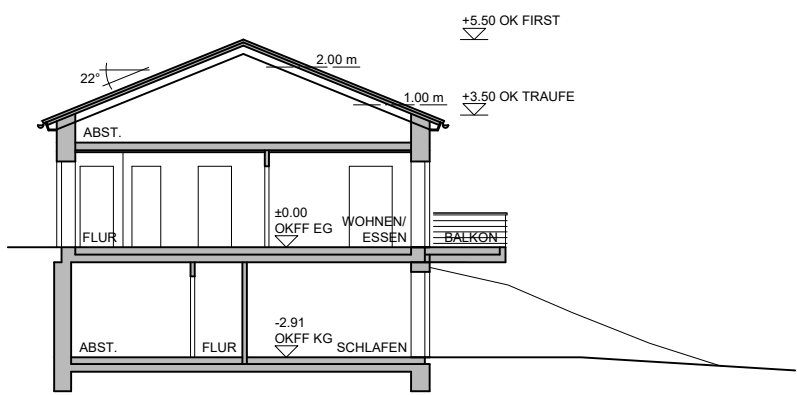 +5.50 OK FIRST
2.00 m
22°
1.00 m
+3.50 OK TRAUFE
ABST.
±0.00
OKFF EG
WOHNEN/
ESSEN
FLUR
BALKON
-2.91
OKFF KG
ABST.
FLUR
SCHLAFEN